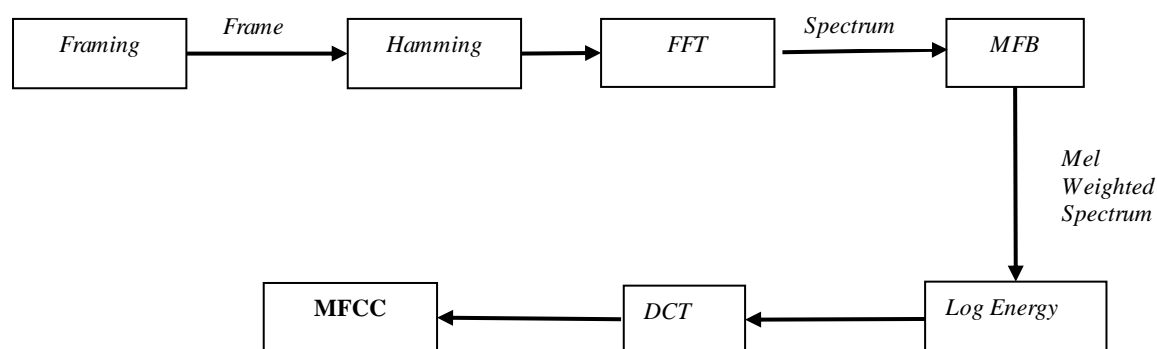 Framing
Frame
Hamming
FFT
Spectrum
MFB
Mel
Weighted
Spectrum
Log Energy
DCT
MFCC